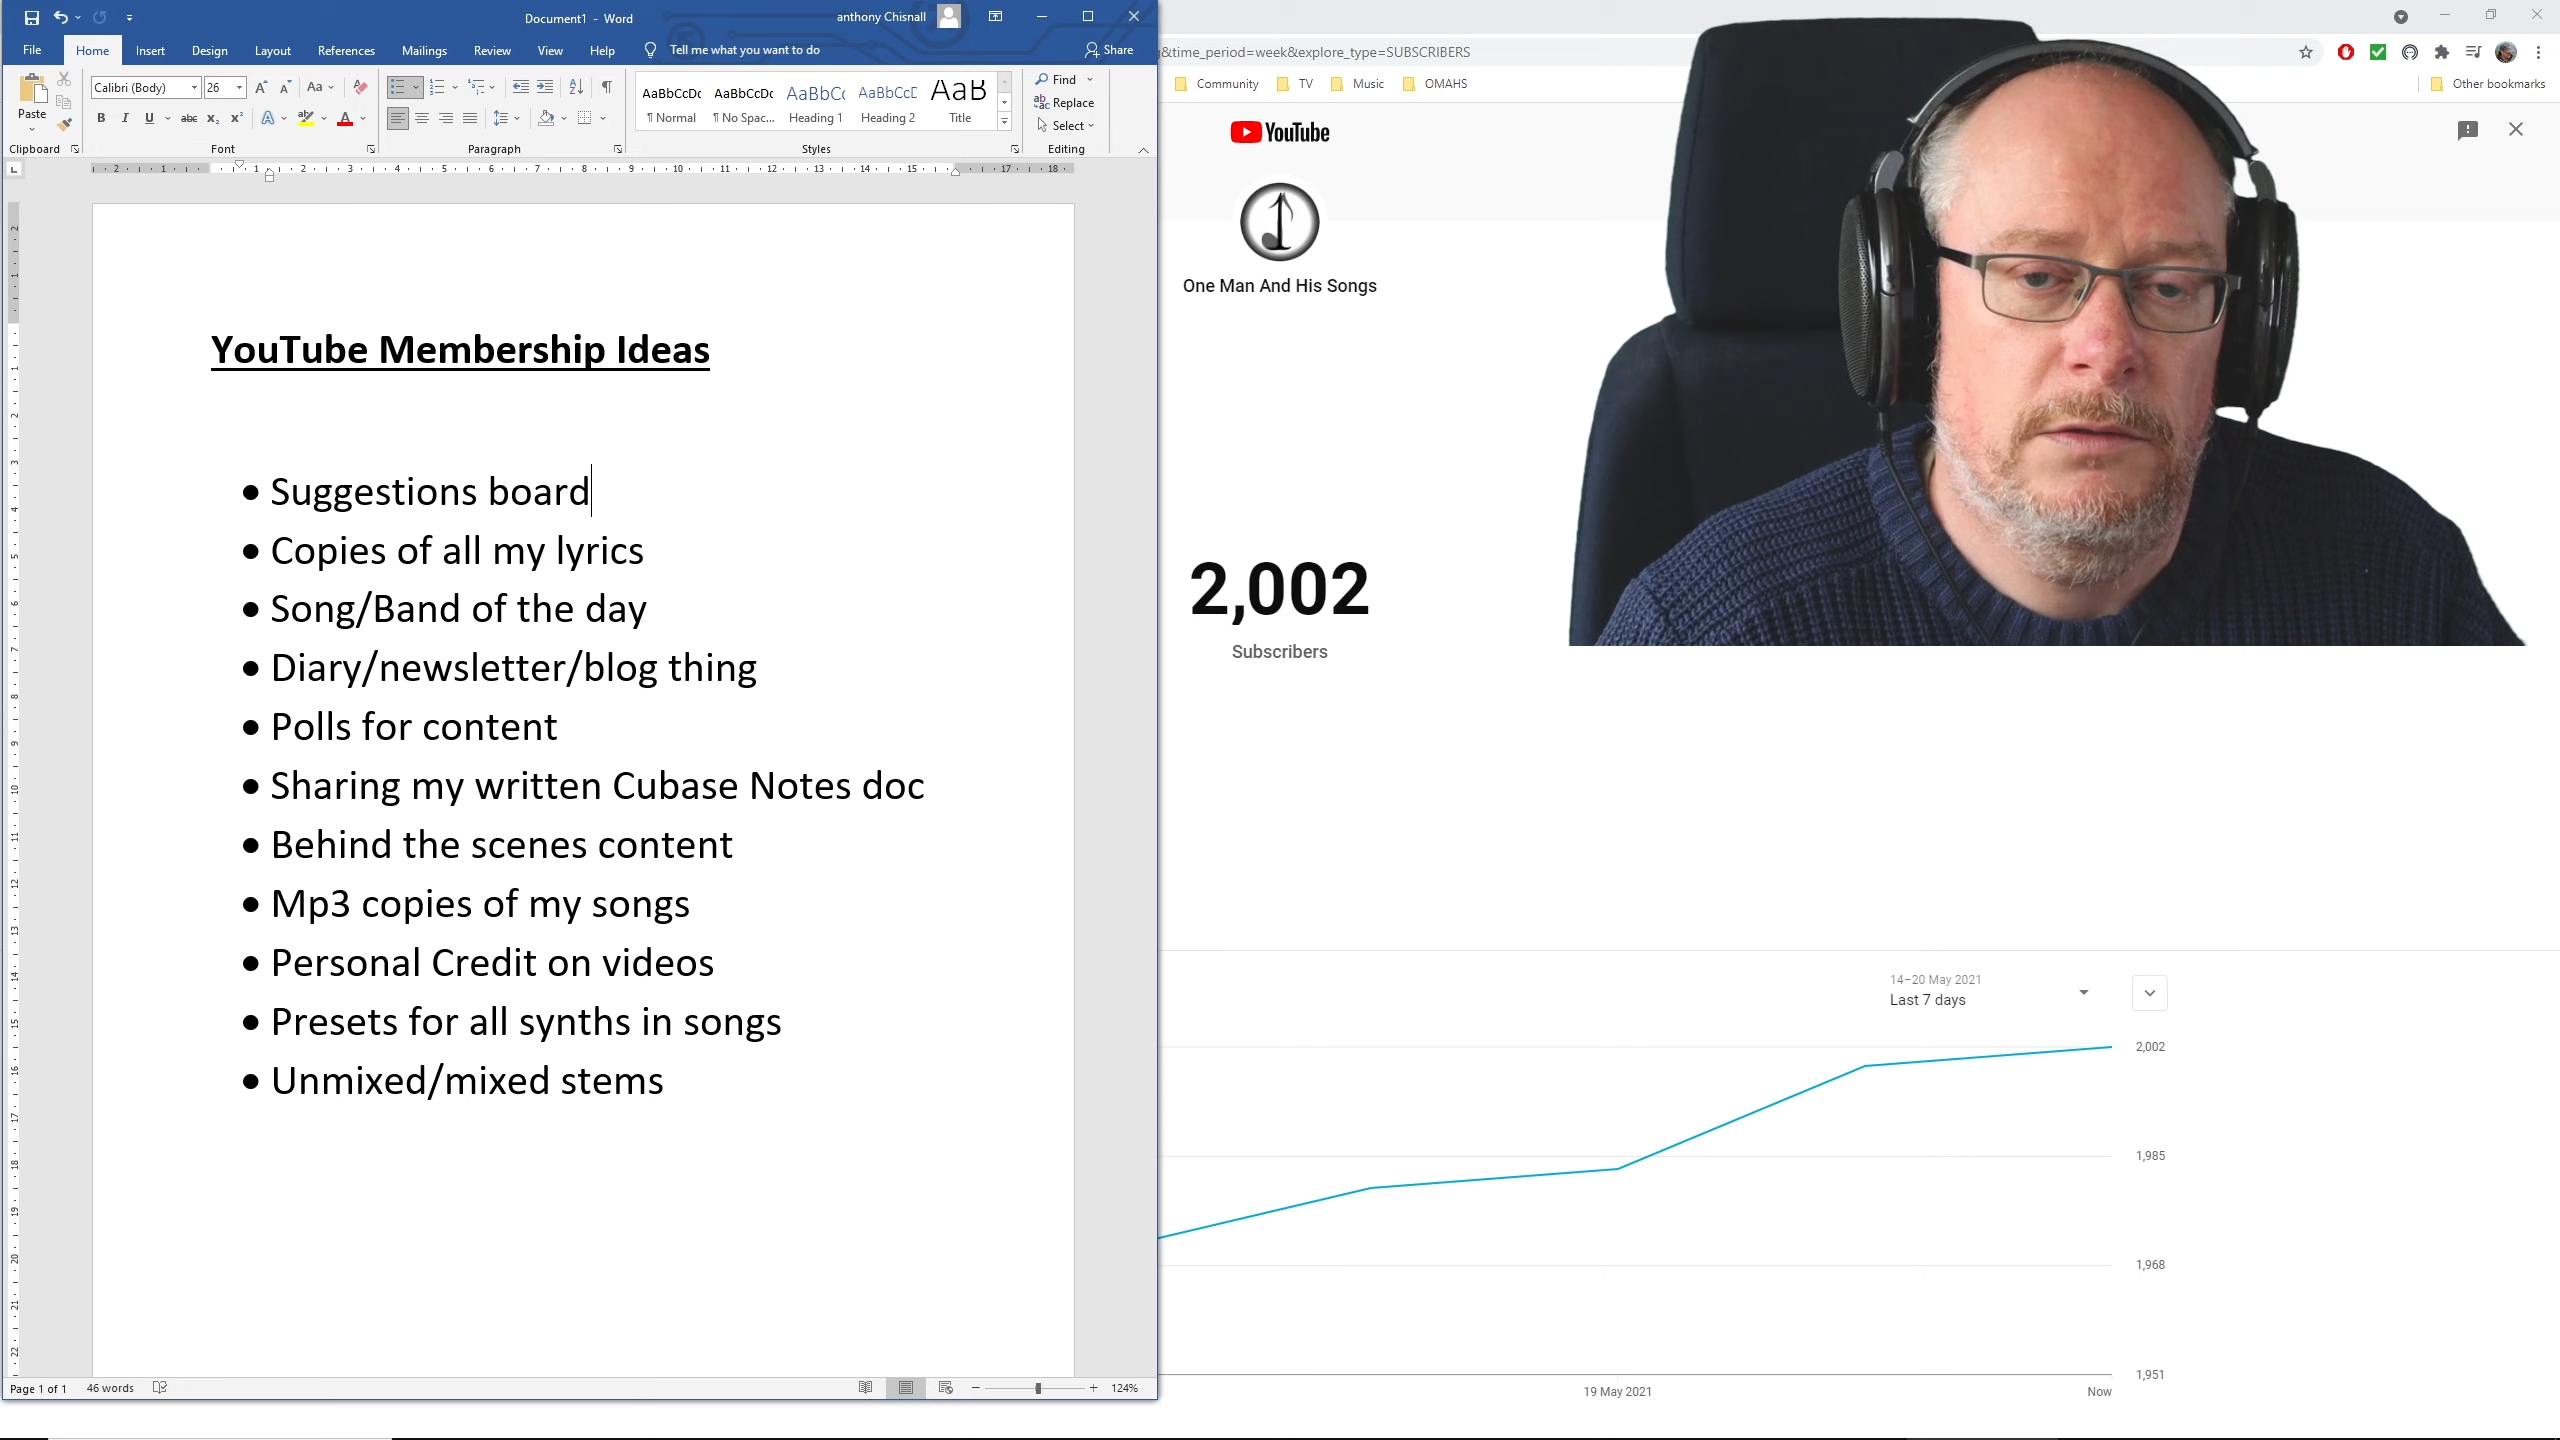 Document1 - Word
anthony Chisnall
File Home Insert Design Layout References Mailings Review View Help Tell me what you want to do Share
Calibri (Body) 26 Aa
Paste
Clipboard Font Paragraph Styles Editing
AaBbCcDc AaBbCcDc AaBbCc AaBbCcD AaB
¶ Normal ¶ No Spac... Heading 1 Heading 2 Title
Find
Replace
Select
YouTube Membership Ideas
• Suggestions board
• Copies of all my lyrics
• Song/Band of the day
• Diary/newsletter/blog thing
• Polls for content
• Sharing my written Cubase Notes doc
• Behind the scenes content
• Mp3 copies of my songs
• Personal Credit on videos
• Presets for all synths in songs
• Unmixed/mixed stems
Page 1 of 1 46 words 124%
&time_period=week&explore_type=SUBSCRIBERS
Community TV Music OMAHS Other bookmarks
YouTube
One Man And His Songs
2,002
Subscribers
14–20 May 2021
Last 7 days
2,002
1,985
1,968
1,951
19 May 2021 Now